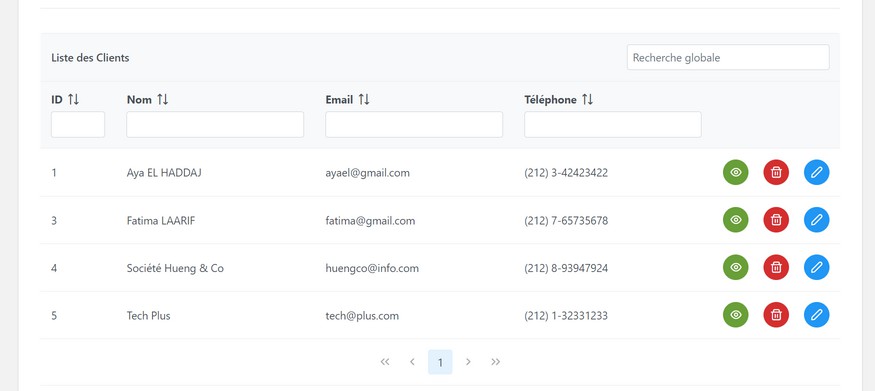 Liste des Clients Recherche globale
ID Nom Email Téléphone
1 Aya EL HADDAJ ayael@gmail.com (212) 3-42423422
3 Fatima LAARIF fatima@gmail.com (212) 7-65735678
4 Société Hueng & Co huengco@info.com (212) 8-93947924
5 Tech Plus tech@plus.com (212) 1-32331233
1